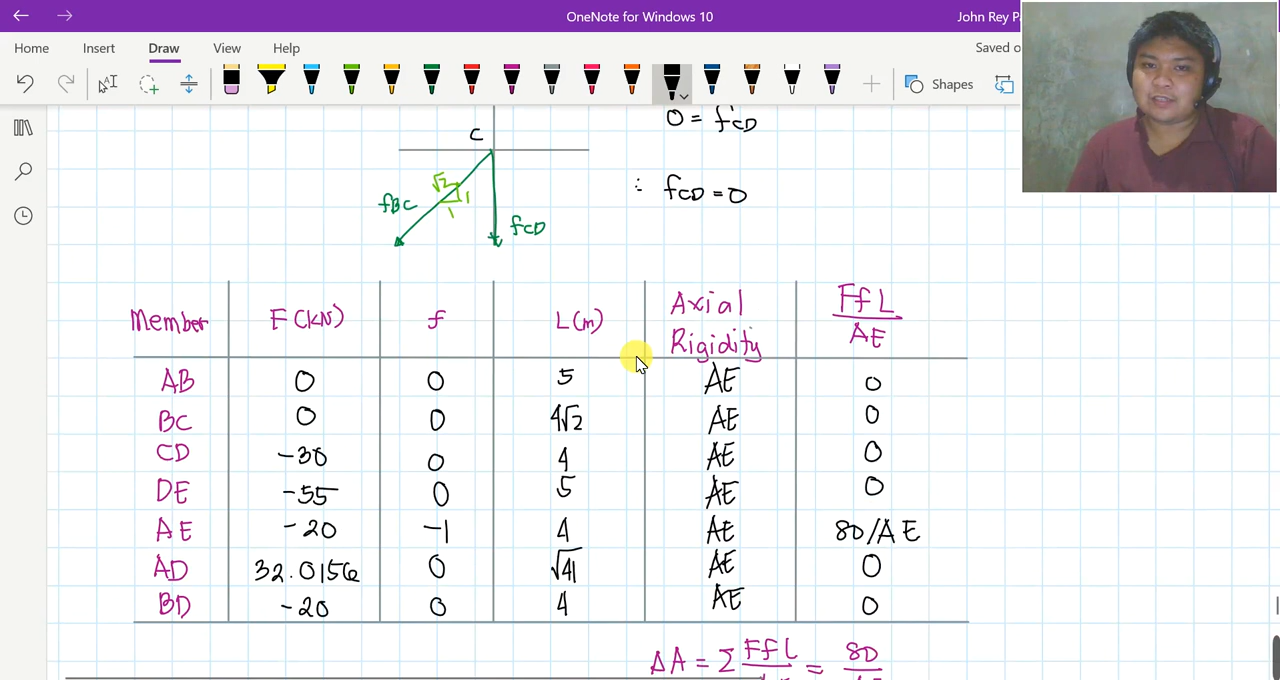 OneNote for Windows 10
John Rey P
Home Insert Draw View Help
Saved o
Shapes
C
0 = fCD
√2
1
1
fBC
fCD
∴ fCD = 0
Member F(kN) f L(m) Axial Rigidity FfL/AE
AB 0 0 5 AE 0
BC 0 0 4√2 AE 0
CD -30 0 4 AE 0
DE -55 0 5 AE 0
AE -20 -1 4 AE 80/AE
AD 32.0156 0 √41 AE 0
BD -20 0 4 AE 0
ΔA = Σ FfL = 80